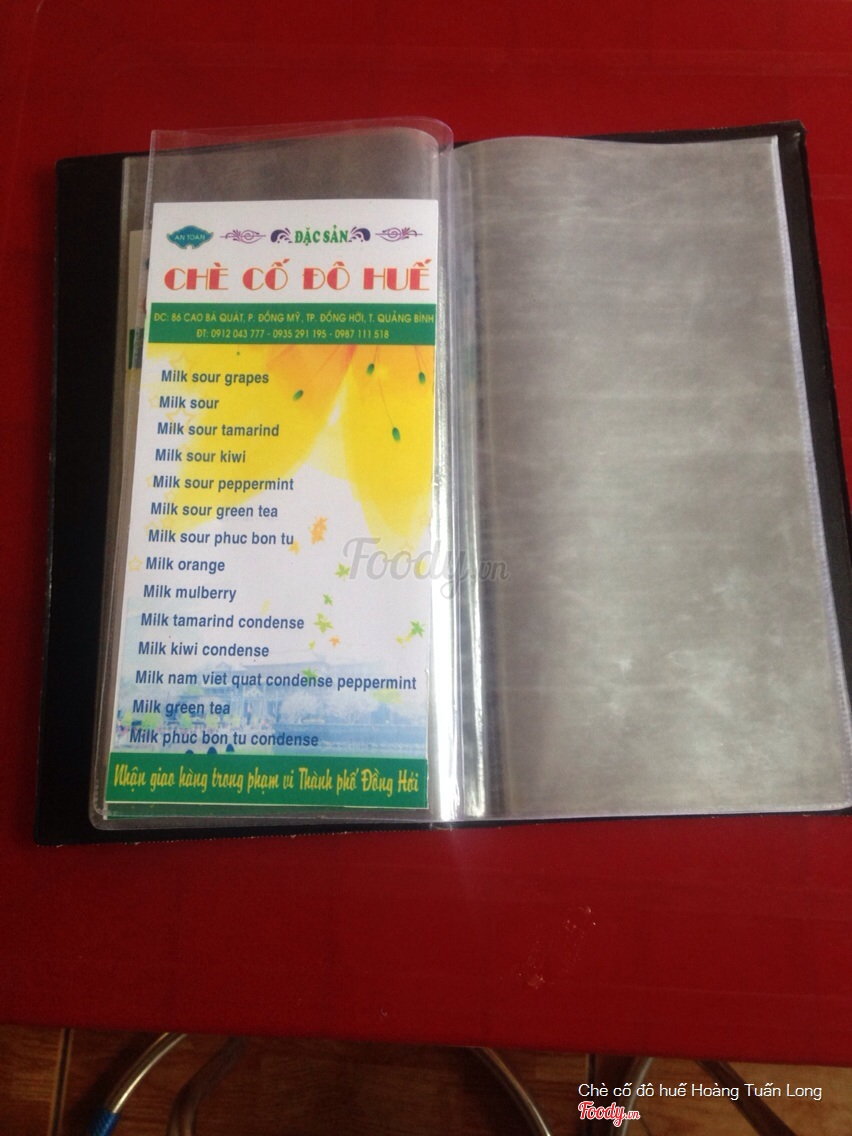 AN TOÀN
ĐẶC SẢN
CHÈ CỐ ĐÔ HUẾ
ĐC: 86 CAO BÁ QUÁT, P. ĐỒNG MỸ, TP. ĐỒNG HỚI, T. QUẢNG BÌNH
ĐT: 0912 043 777 - 0935 291 195 - 0987 111 518
Milk sour grapes
Milk sour
Milk sour tamarind
Milk sour kiwi
Milk sour peppermint
Milk sour green tea
Milk sour phuc bon tu
Milk orange
Milk mulberry
Milk tamarind condense
Milk kiwi condense
Milk nam viet quat condense peppermint
Milk green tea
Milk phuc bon tu condense
Nhận giao hàng trong phạm vi Thành phố Đồng Hới
Foody.vn
Chè cố đô huế Hoàng Tuấn Long
Foody.vn